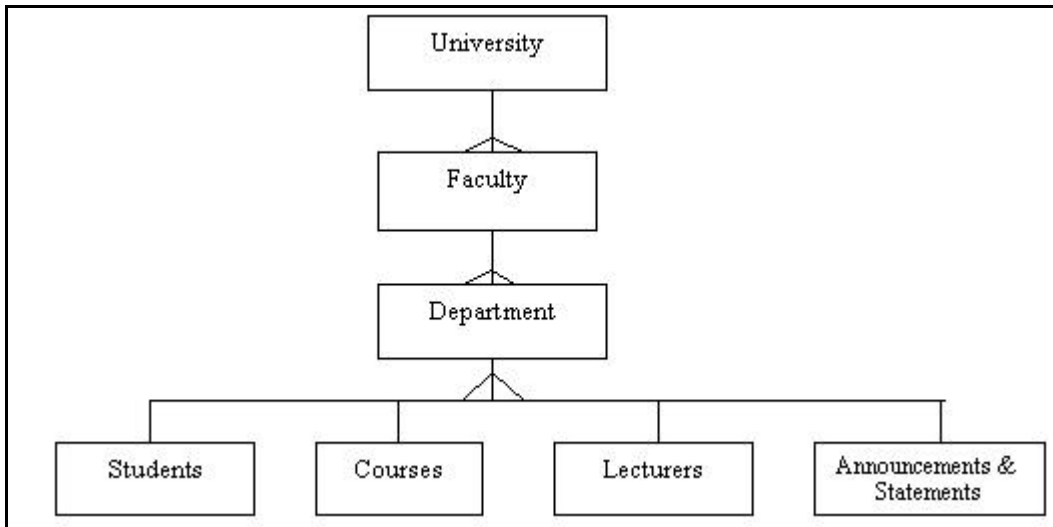 University
Faculty
Department
Students
Courses
Lecturers
Announcements &
Statements